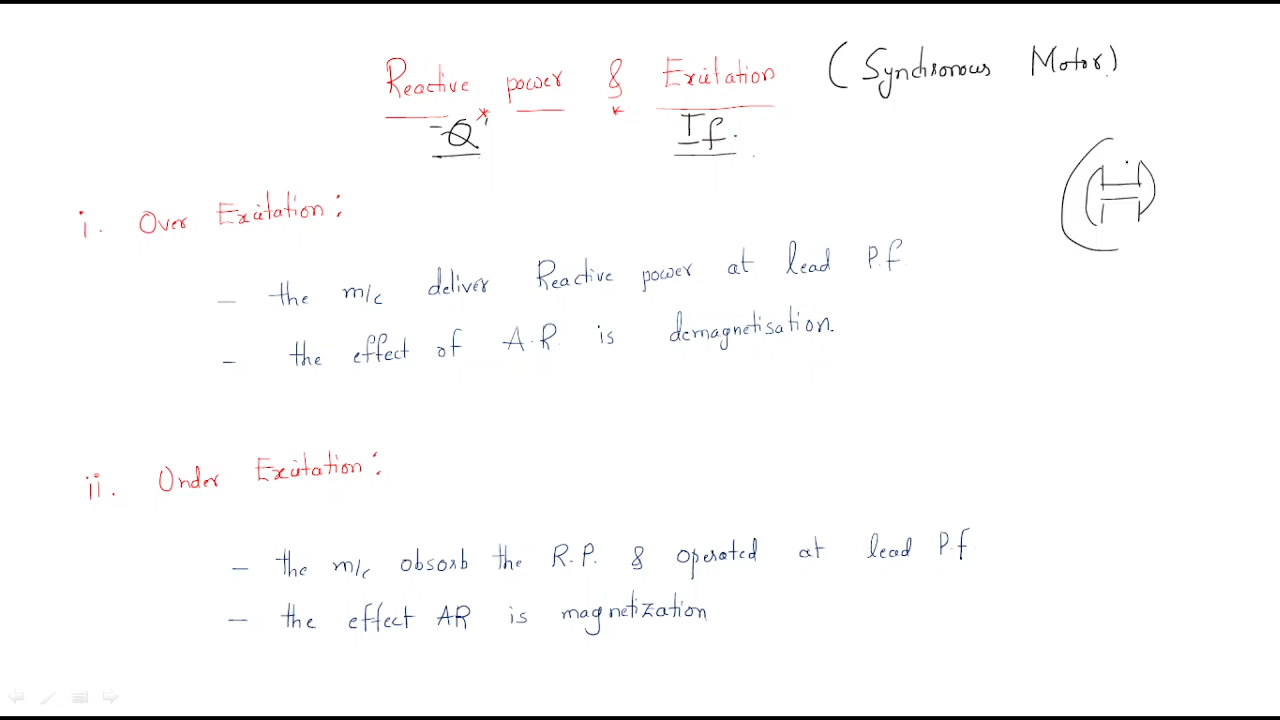 Reactive power & Excitation (Synchronous Motor)
Q If.
i. Over Excitation:
- the m/c deliver Reactive power at lead P.f.
- the effect of A.R. is demagnetisation.
ii. Under Excitation:
- the m/c absorb the R.P. & operated at lead P.f
- the effect AR is magnetization